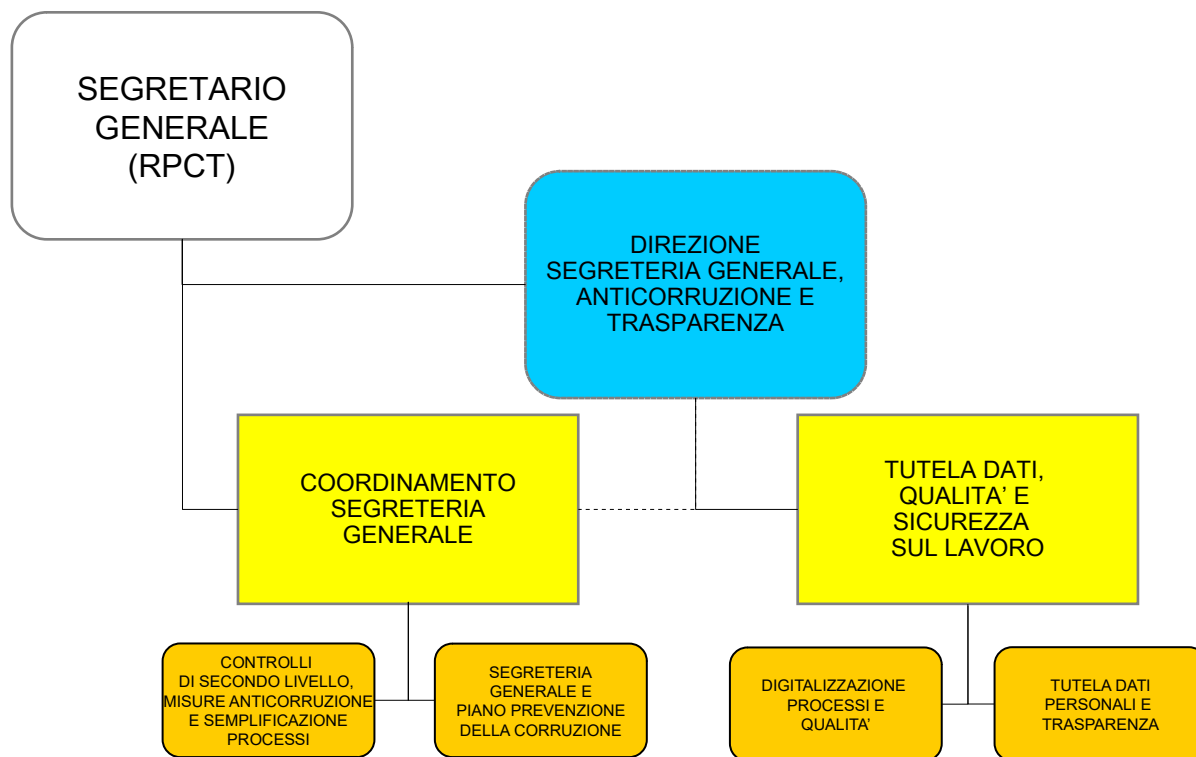 SEGRETARIO
GENERALE
(RPCT)
DIREZIONE
SEGRETERIA GENERALE,
ANTICORRUZIONE E
TRASPARENZA
COORDINAMENTO
SEGRETERIA
GENERALE
TUTELA DATI,
QUALITA’ E
SICUREZZA
SUL LAVORO
CONTROLLI
DI SECONDO LIVELLO,
MISURE ANTICORRUZIONE
E SEMPLIFICAZIONE
PROCESSI
SEGRETERIA
GENERALE E
PIANO PREVENZIONE
DELLA CORRUZIONE
DIGITALIZZAZIONE
PROCESSI E
QUALITA’
TUTELA DATI
PERSONALI E
TRASPARENZA